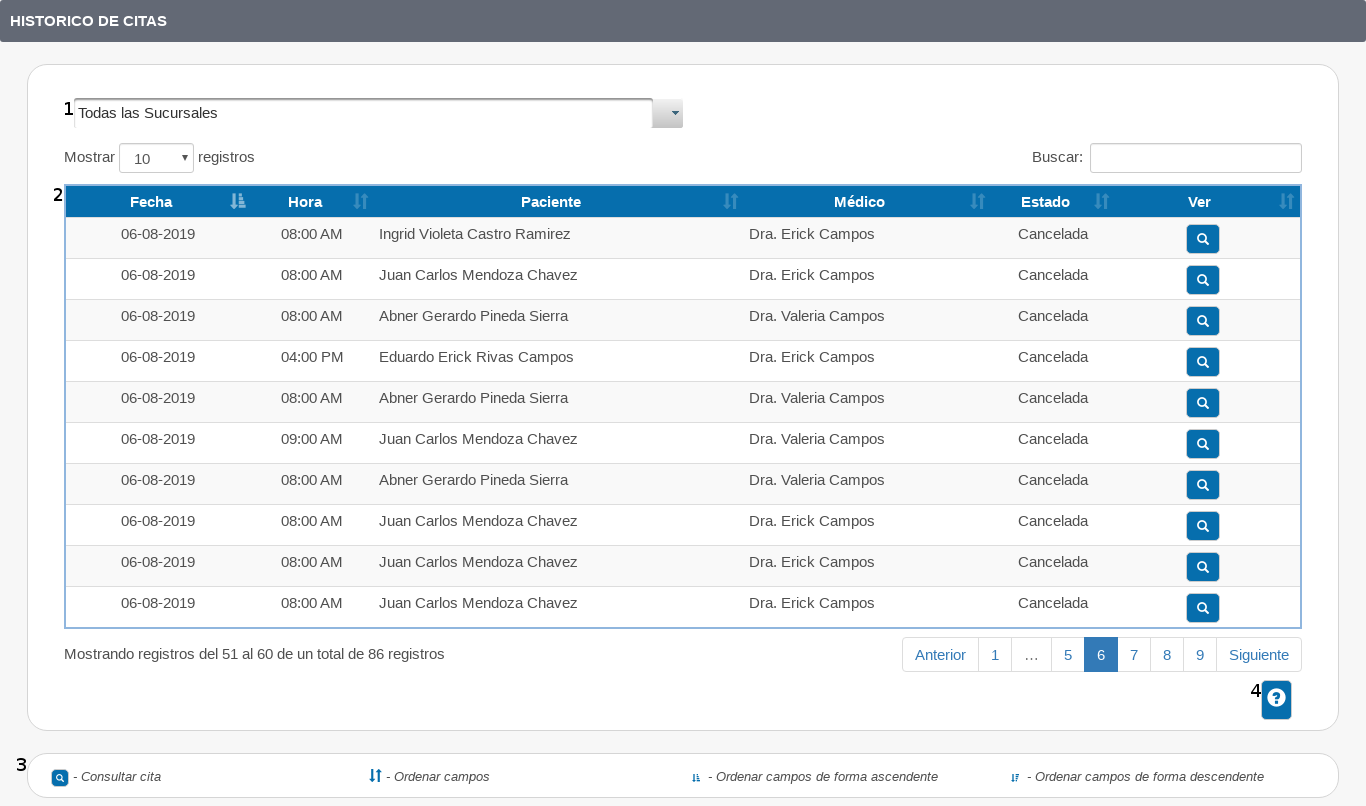 HISTORICO DE CITAS
1 Todas las Sucursales
Mostrar 10 registros Buscar:
2 Fecha Hora Paciente Médico Estado Ver
06-08-2019 08:00 AM Ingrid Violeta Castro Ramirez Dra. Erick Campos Cancelada
06-08-2019 08:00 AM Juan Carlos Mendoza Chavez Dra. Erick Campos Cancelada
06-08-2019 08:00 AM Abner Gerardo Pineda Sierra Dra. Valeria Campos Cancelada
06-08-2019 04:00 PM Eduardo Erick Rivas Campos Dra. Erick Campos Cancelada
06-08-2019 08:00 AM Abner Gerardo Pineda Sierra Dra. Valeria Campos Cancelada
06-08-2019 09:00 AM Juan Carlos Mendoza Chavez Dra. Valeria Campos Cancelada
06-08-2019 08:00 AM Abner Gerardo Pineda Sierra Dra. Valeria Campos Cancelada
06-08-2019 08:00 AM Juan Carlos Mendoza Chavez Dra. Erick Campos Cancelada
06-08-2019 08:00 AM Juan Carlos Mendoza Chavez Dra. Erick Campos Cancelada
06-08-2019 08:00 AM Juan Carlos Mendoza Chavez Dra. Erick Campos Cancelada
Mostrando registros del 51 al 60 de un total de 86 registros Anterior 1 … 5 6 7 8 9 Siguiente
4 ?
3 - Consultar cita - Ordenar campos - Ordenar campos de forma ascendente - Ordenar campos de forma descendente